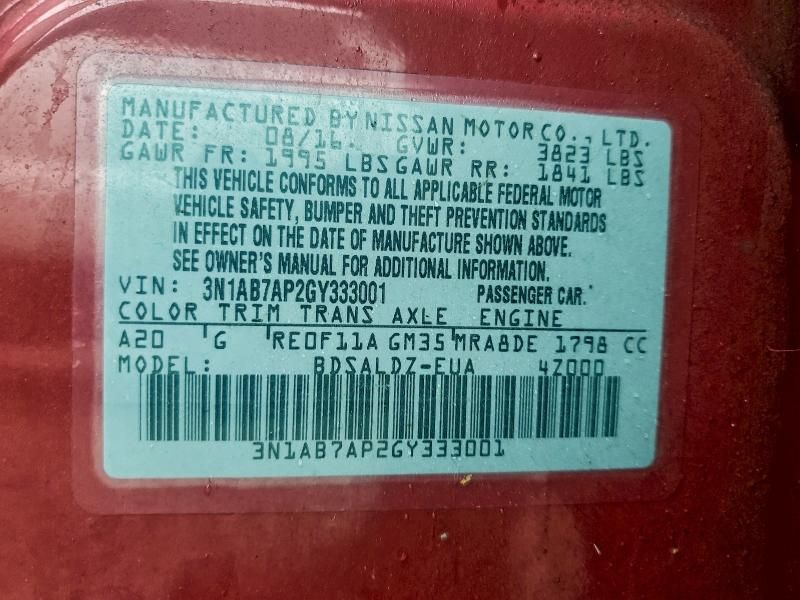 MANUFACTURED BY NISSAN MOTOR CO., LTD.
DATE: 08/16. GVWR: 3823 LBS
GAWR FR: 1995 LBS GAWR RR: 1841 LBS
THIS VEHICLE CONFORMS TO ALL APPLICABLE FEDERAL MOTOR
VEHICLE SAFETY, BUMPER AND THEFT PREVENTION STANDARDS
IN EFFECT ON THE DATE OF MANUFACTURE SHOWN ABOVE.
SEE OWNER'S MANUAL FOR ADDITIONAL INFORMATION.
VIN: 3N1AB7AP2GY333001 PASSENGER CAR.
COLOR TRIM TRANS AXLE ENGINE
A20 G RE0F11A GM35 MRA8DE 1798 CC
MODEL: BDSALDZ-EUA 4Z000
3N1AB7AP2GY333001